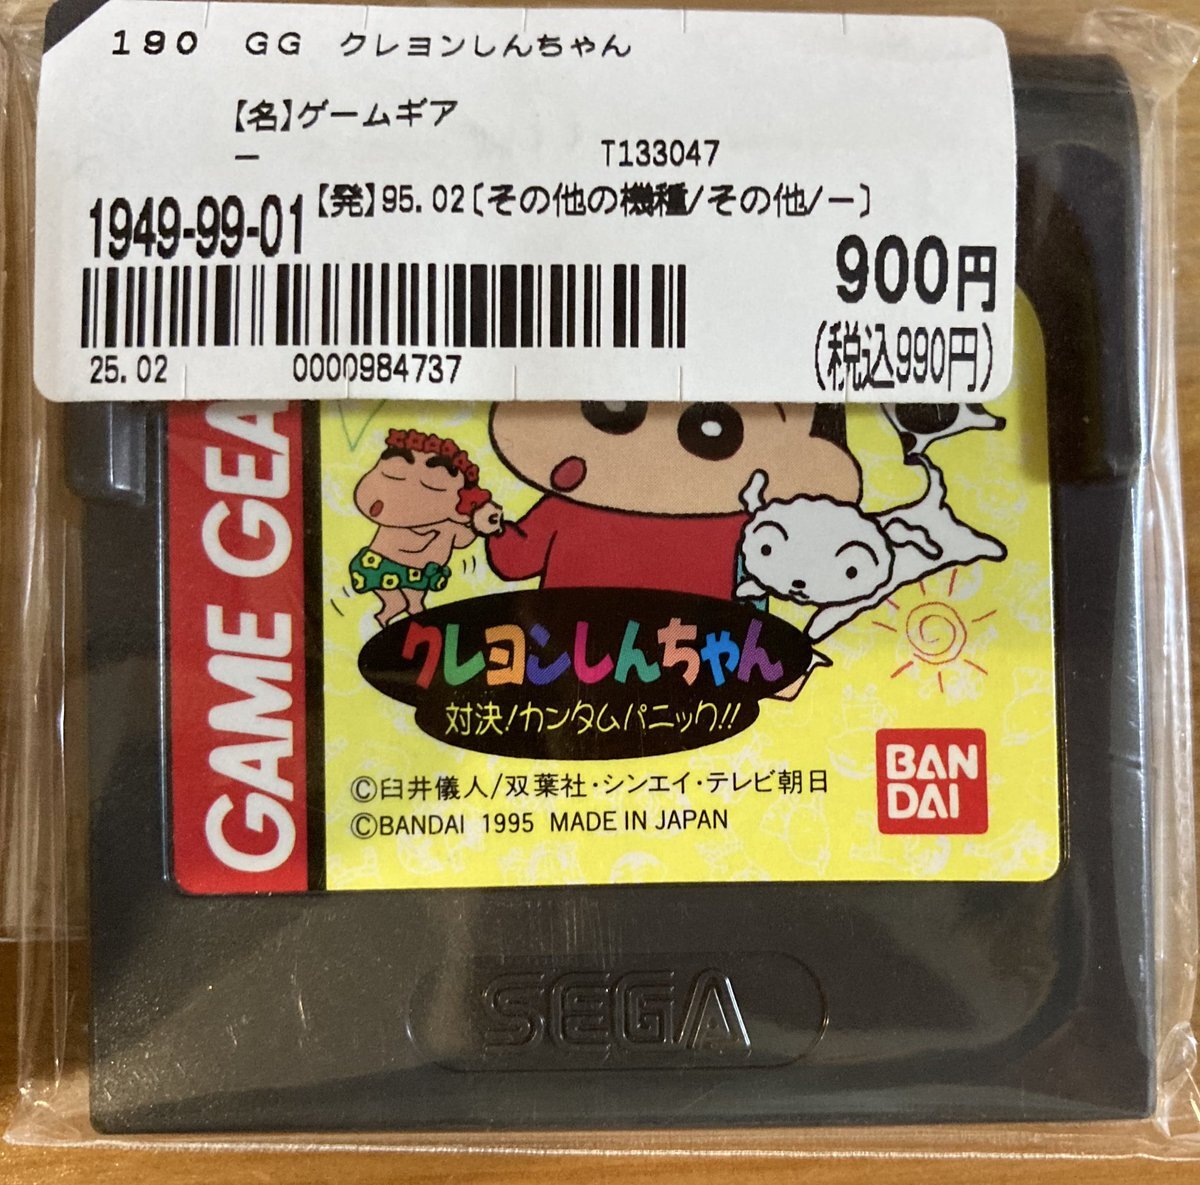 190 GG クレヨンしんちゃん
【名】ゲームギア
ー T133047
1949-99-01 【発】95.02〔その他の機種/その他/ー〕
900円
(税込990円)
25.02 0000984737
GAME GEA
クレヨンしんちゃん
対決!カンタムパニック!!
©臼井儀人/双葉社・シンエイ・テレビ朝日
©BANDAI 1995 MADE IN JAPAN
BAN
DAI
SEGA